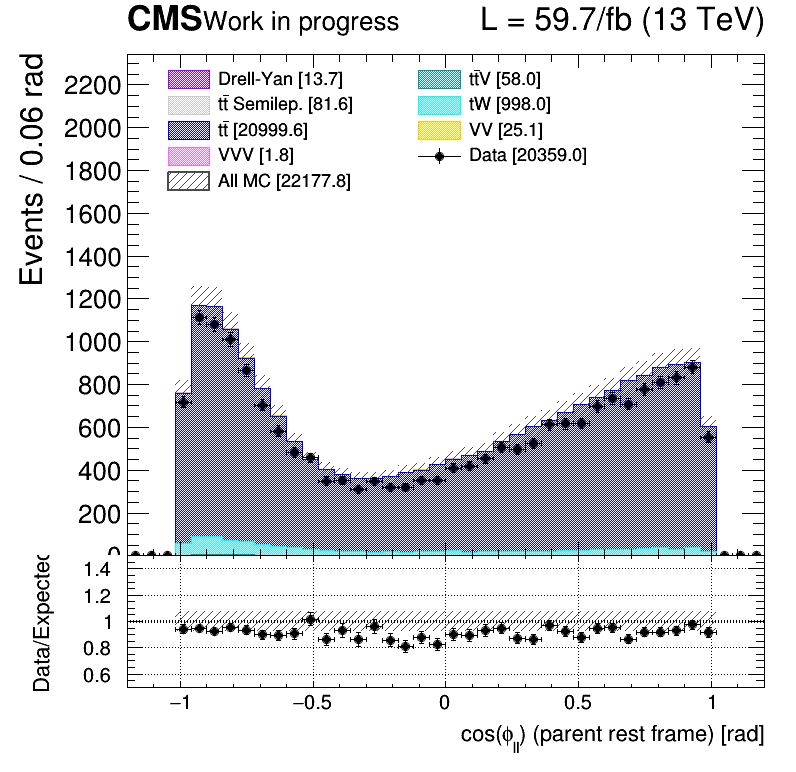 CMS Work in progress L = 59.7/fb (13 TeV)
Events / 0.06 rad
2200
2000
1800
1600
1400
1200
1000
800
600
400
200
0
Drell-Yan [13.7]
tt̄ Semilep. [81.6]
tt̄ [20999.6]
VVV [1.8]
All MC [22177.8]
tt̄V [58.0]
tW [998.0]
VV [25.1]
Data [20359.0]
Data/Expected
1.4
1.2
1
0.8
0.6
−1 −0.5 0 0.5 1
cos(ϕ_ll) (parent rest frame) [rad]